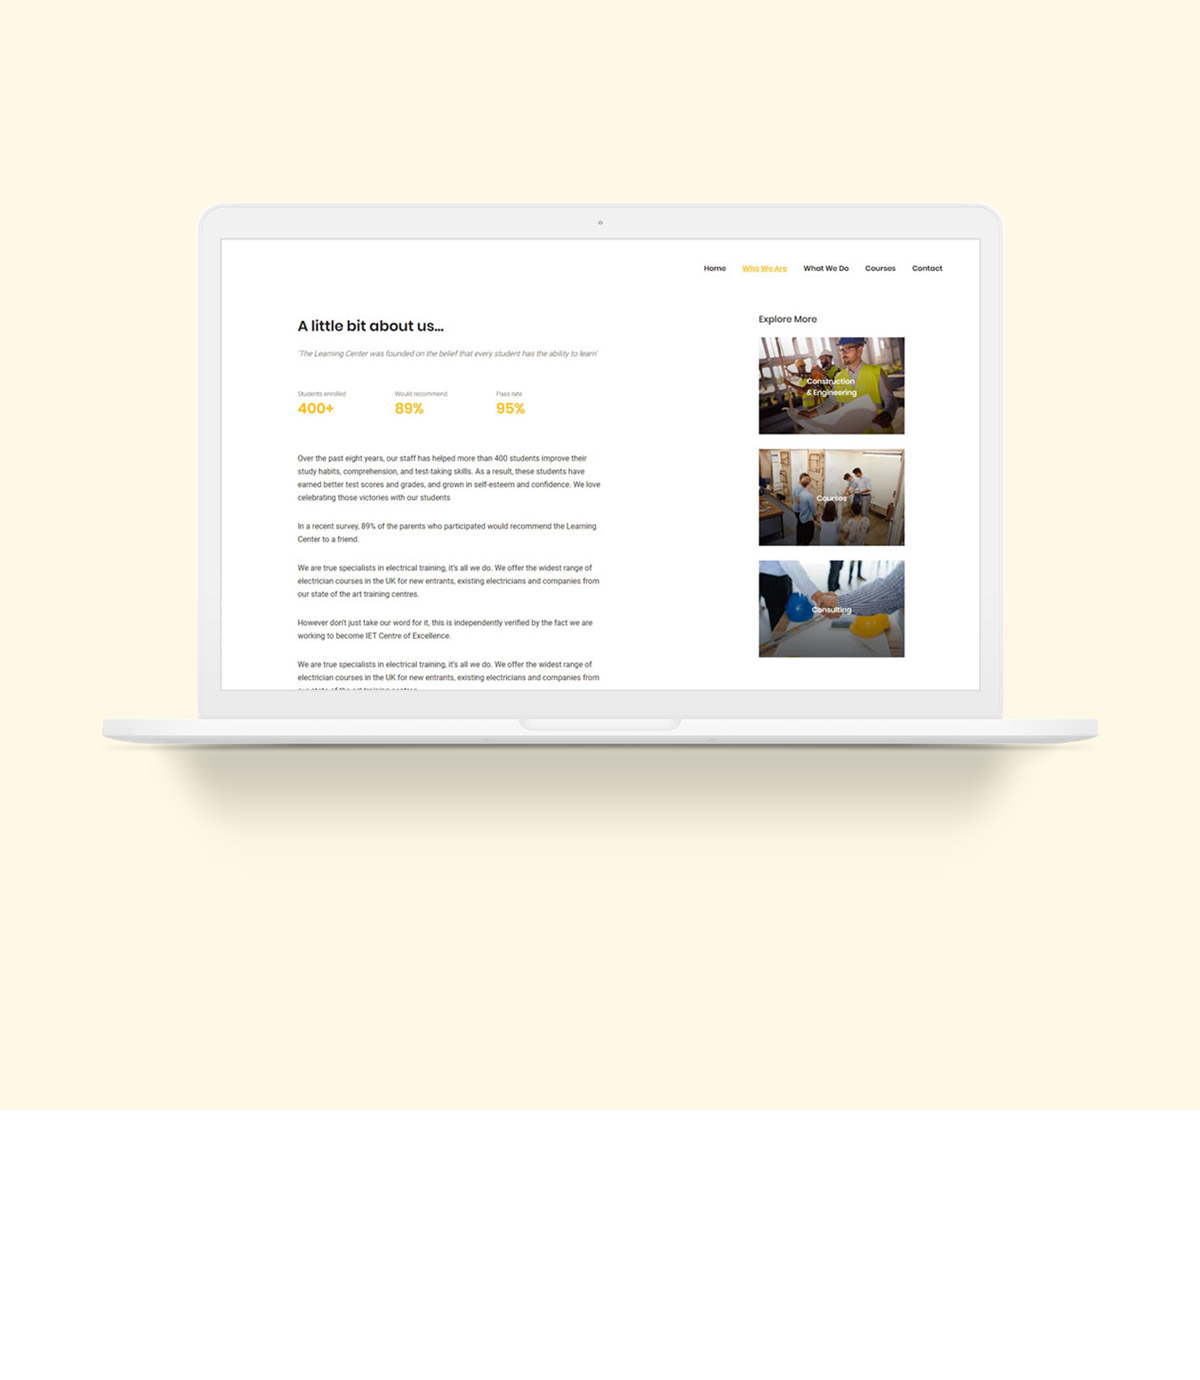 Home Who We Are What We Do Courses Contact
A little bit about us...
'The Learning Center was founded on the belief that every student has the ability to learn'
Students enrolled Would recommend Pass rate
400+ 89% 95%
Over the past eight years, our staff has helped more than 400 students improve their
study habits, comprehension, and test-taking skills. As a result, these students have
earned better test scores and grades, and grown in self-esteem and confidence. We love
celebrating those victories with our students
In a recent survey, 89% of the parents who participated would recommend the Learning
Center to a friend.
We are true specialists in electrical training, it's all we do. We offer the widest range of
electrician courses in the UK for new entrants, existing electricians and companies from
our state of the art training centres.
However don't just take our word for it, this is independently verified by the fact we are
working to become IET Centre of Excellence.
We are true specialists in electrical training, it's all we do. We offer the widest range of
electrician courses in the UK for new entrants, existing electricians and companies from
our state of the art training centres.
Explore More
Construction
& Engineering
Courses
Consulting